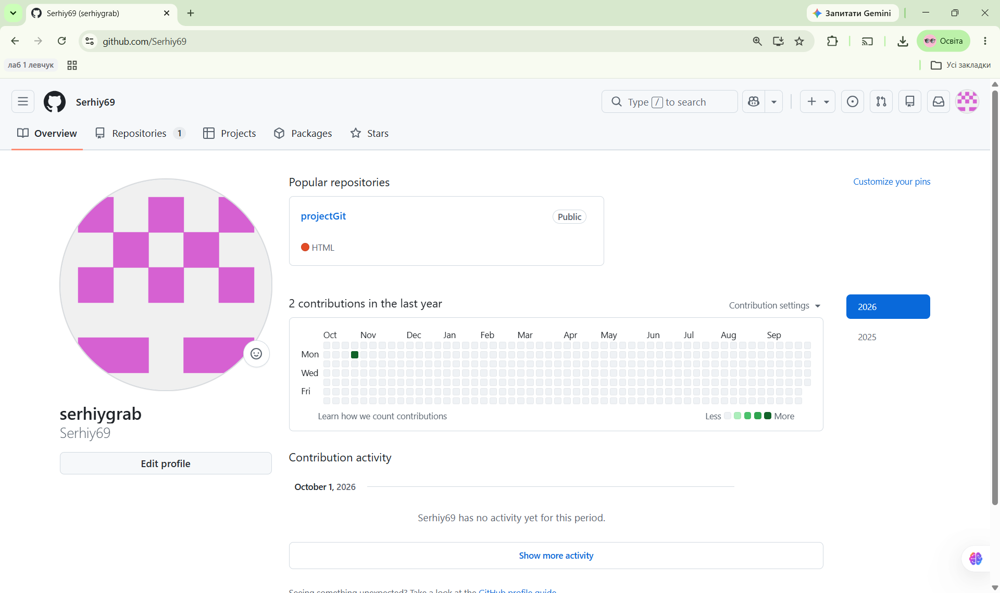 Serhiy69 (serhiygrab)
Запитати Gemini
github.com/Serhiy69
Освіта
лаб 1 левчук
Усі закладки
Serhiy69
Type / to search
Overview
Repositories 1
Projects
Packages
Stars
Popular repositories
Customize your pins
projectGit
Public
HTML
2 contributions in the last year
Contribution settings
2026
2025
Oct Nov Dec Jan Feb Mar Apr May Jun Jul Aug Sep
Mon
Wed
Fri
Learn how we count contributions
Less
More
serhiygrab
Serhiy69
Edit profile
Contribution activity
October 1, 2026
Serhiy69 has no activity yet for this period.
Show more activity
Seeing something unexpected? Take a look at the GitHub profile guide